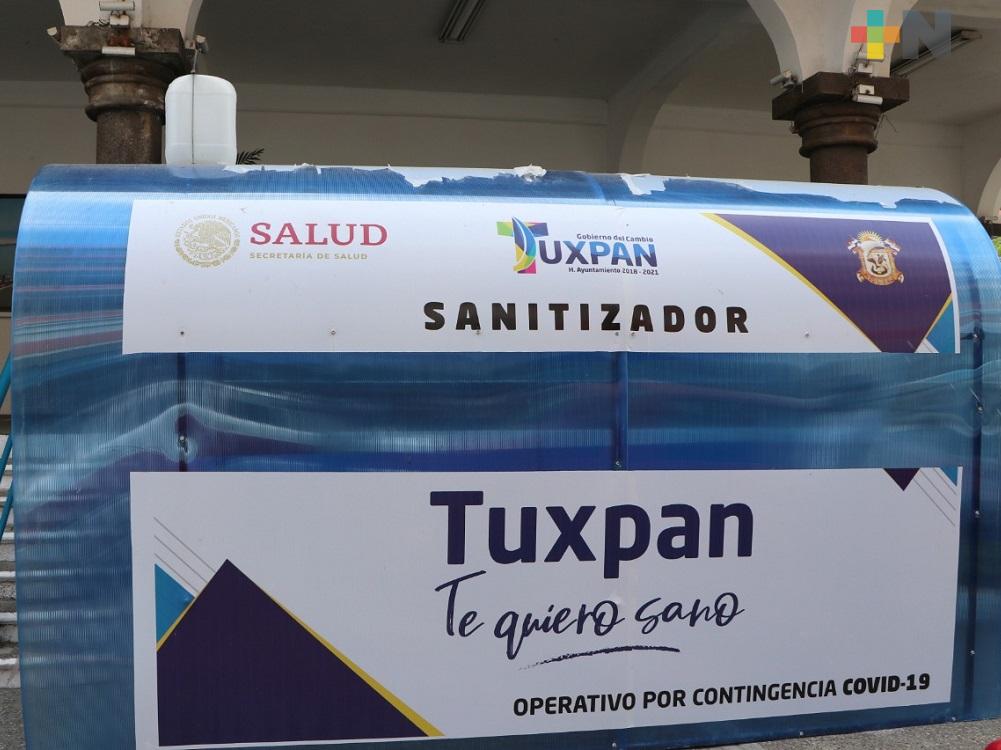 +N
SALUD
SECRETARÍA DE SALUD
Gobierno del Cambio
TUXPAN
H. Ayuntamiento 2018 - 2021
SANITIZADOR
Tuxpan
Te quiero sano
OPERATIVO POR CONTINGENCIA COVID-19